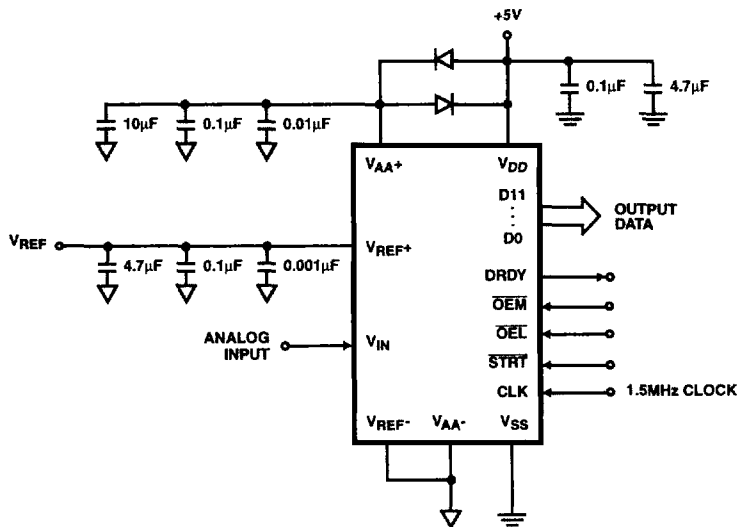 +5V
0.1μF
4.7μF
10μF
0.1μF
0.01μF
VAA+
VDD
D11
D0
OUTPUT
DATA
VREF
VREF+
4.7μF
0.1μF
0.001μF
DRDY
OEM
OEL
ANALOG
INPUT
VIN
STRT
CLK
1.5MHz CLOCK
VREF-
VAA-
VSS